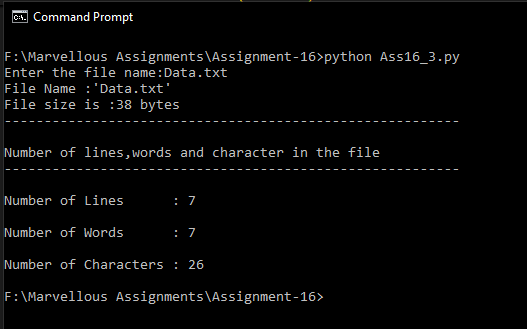 Command Prompt
F:\Marvellous Assignments\Assignment-16>python Ass16_3.py
Enter the file name:Data.txt
File Name :'Data.txt'
File size is :38 bytes
---------------------------------------------------------
Number of lines,words and character in the file
---------------------------------------------------------
Number of Lines      : 7
Number of Words      : 7
Number of Characters : 26
F:\Marvellous Assignments\Assignment-16>